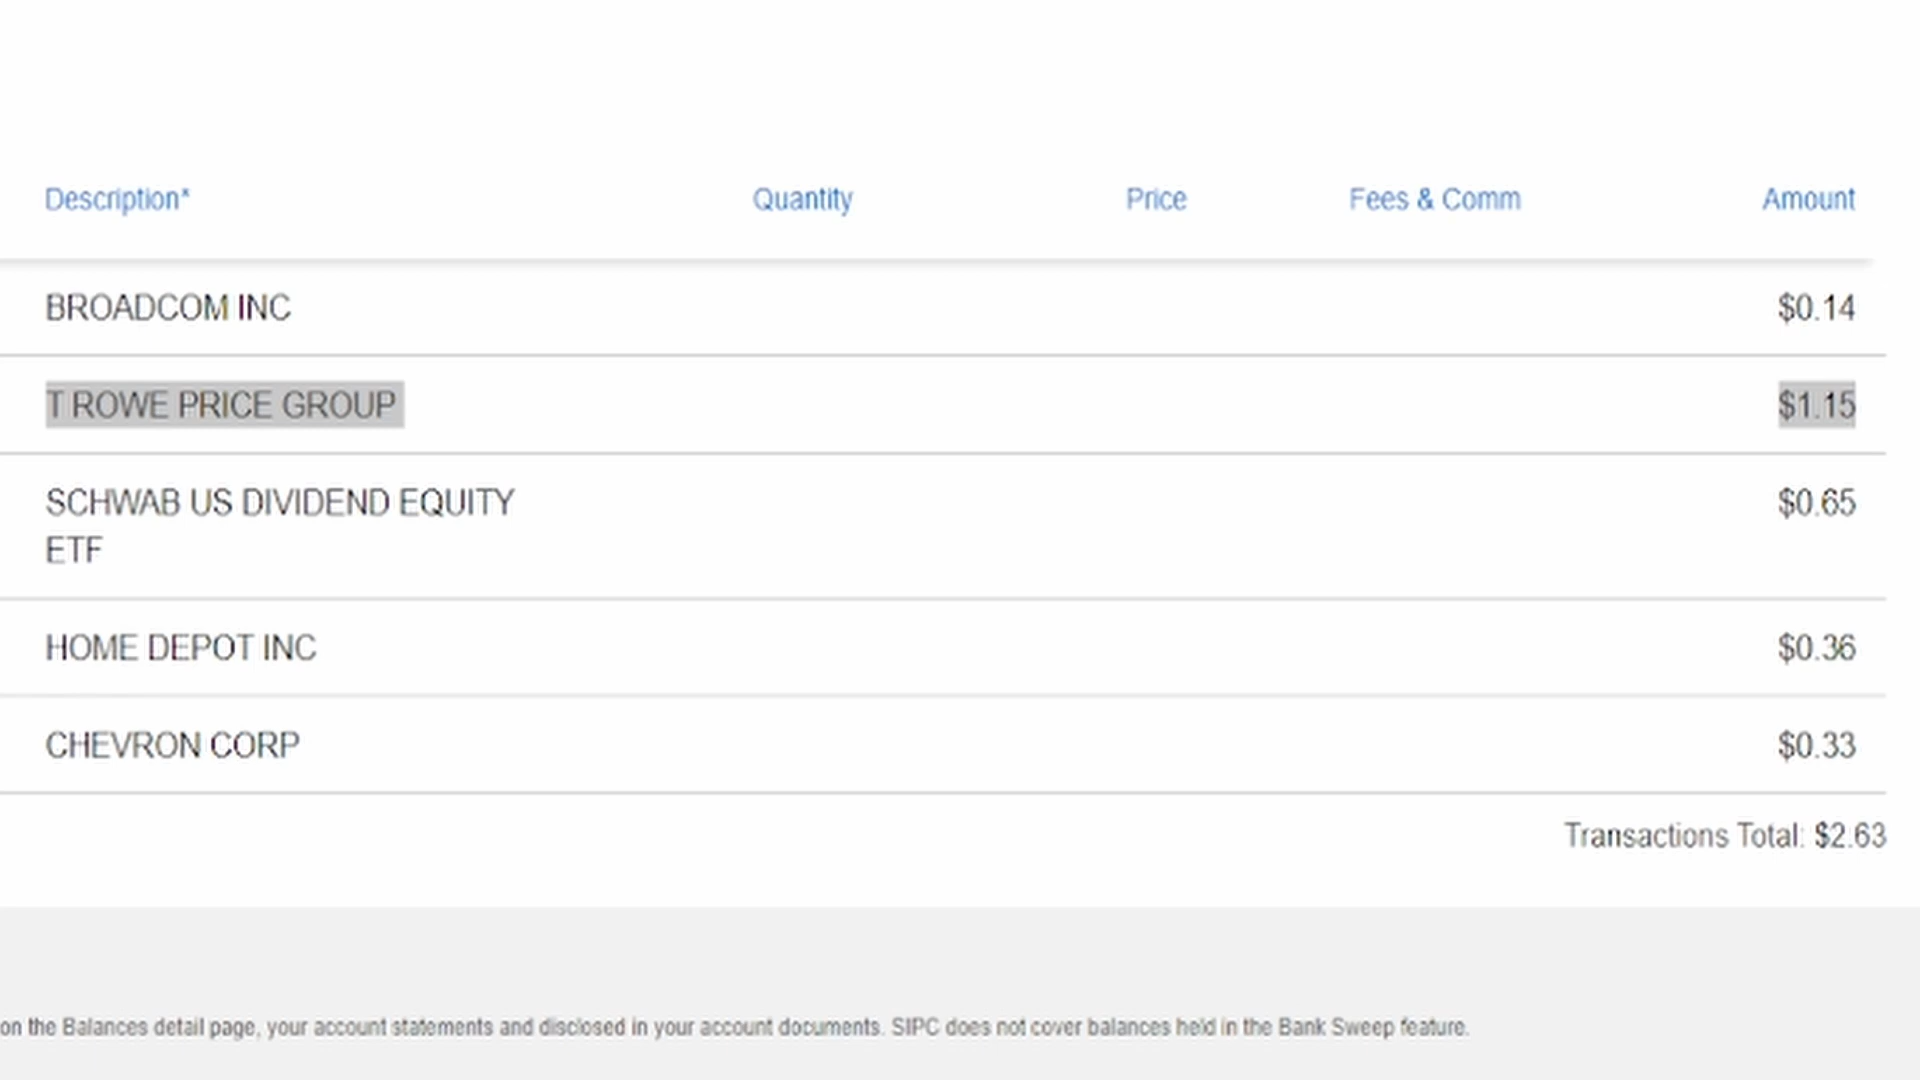 Description* Quantity Price Fees & Comm Amount
BROADCOM INC $0.14
T ROWE PRICE GROUP $1.15
SCHWAB US DIVIDEND EQUITY $0.65
ETF
HOME DEPOT INC $0.36
CHEVRON CORP $0.33
Transactions Total: $2.63
on the Balances detail page, your account statements and disclosed in your account documents. SIPC does not cover balances held in the Bank Sweep feature.